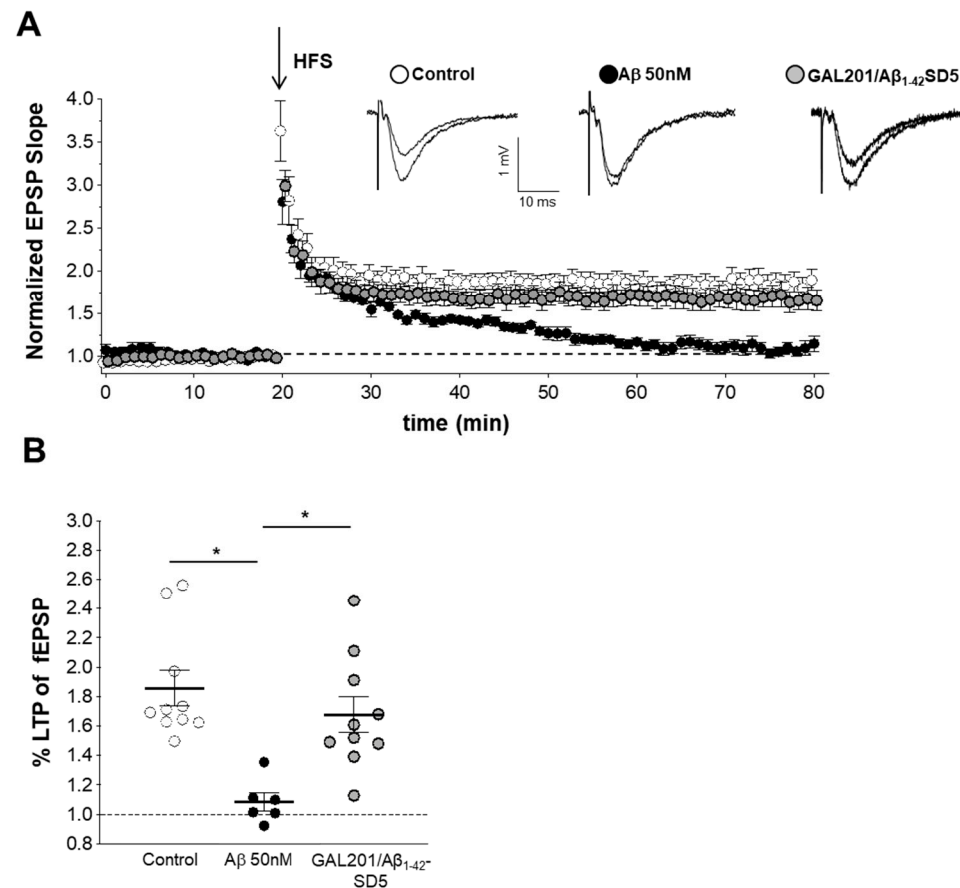 A
HFS
Control
Aβ 50nM
GAL201/Aβ1-42SD5
4.0
3.5
3.0
2.5
2.0
1.5
1.0
Normalized EPSP Slope
1 mV
10 ms
0 10 20 30 40 50 60 70 80
time (min)
B
3.0
2.8
2.6
2.4
2.2
2.0
1.8
1.6
1.4
1.2
1.0
0.8
% LTP of fEPSP
*
*
Control
Aβ 50nM
GAL201/Aβ1-42-
SD5